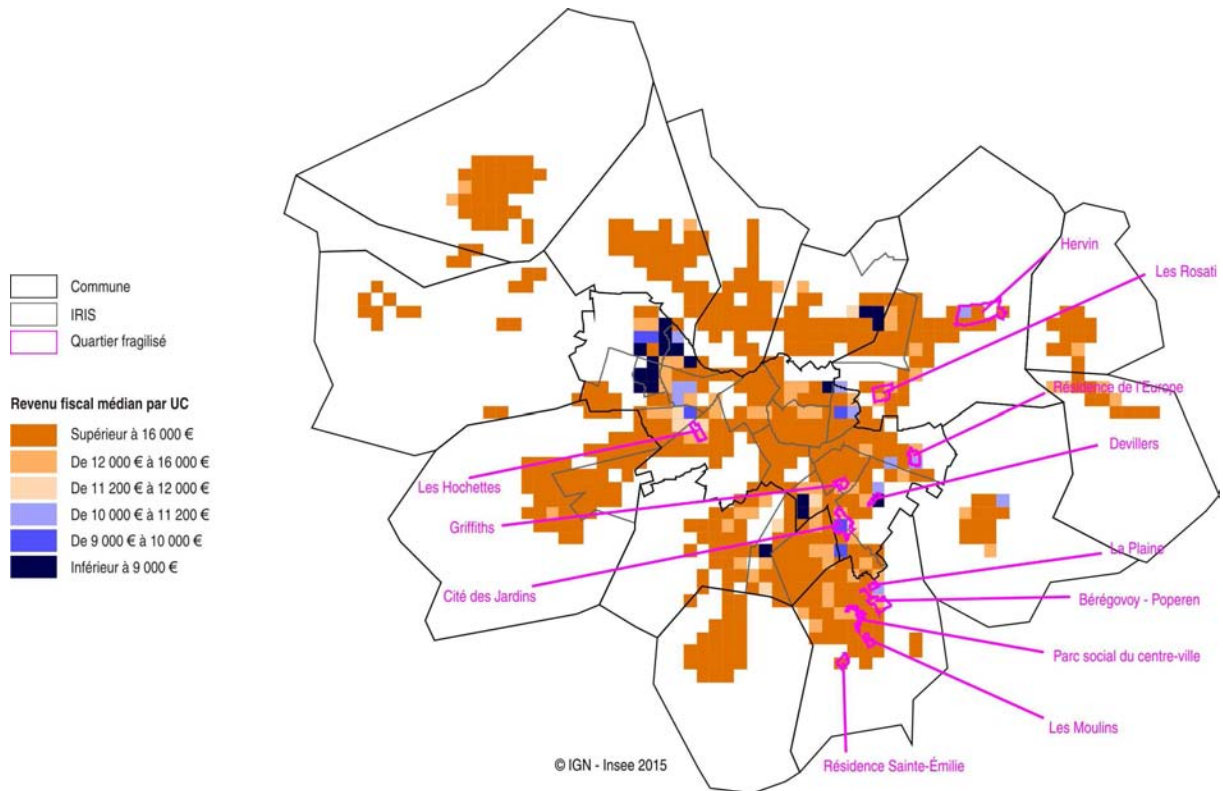 Commune
IRIS
Quartier fragilisé
Revenu fiscal médian par UC
Supérieur à 16 000 €
De 12 000 € à 16 000 €
De 11 200 € à 12 000 €
De 10 000 € à 11 200 €
De 9 000 € à 10 000 €
Inférieur à 9 000 €
Hervin
Les Rosati
Résidence de l'Europe
Devillers
Les Hochettes
Griffiths
La Plaine
Cité des Jardins
Bérégovoy - Poperen
Parc social du centre-ville
Les Moulins
Résidence Sainte-Émilie
© IGN - Insee 2015